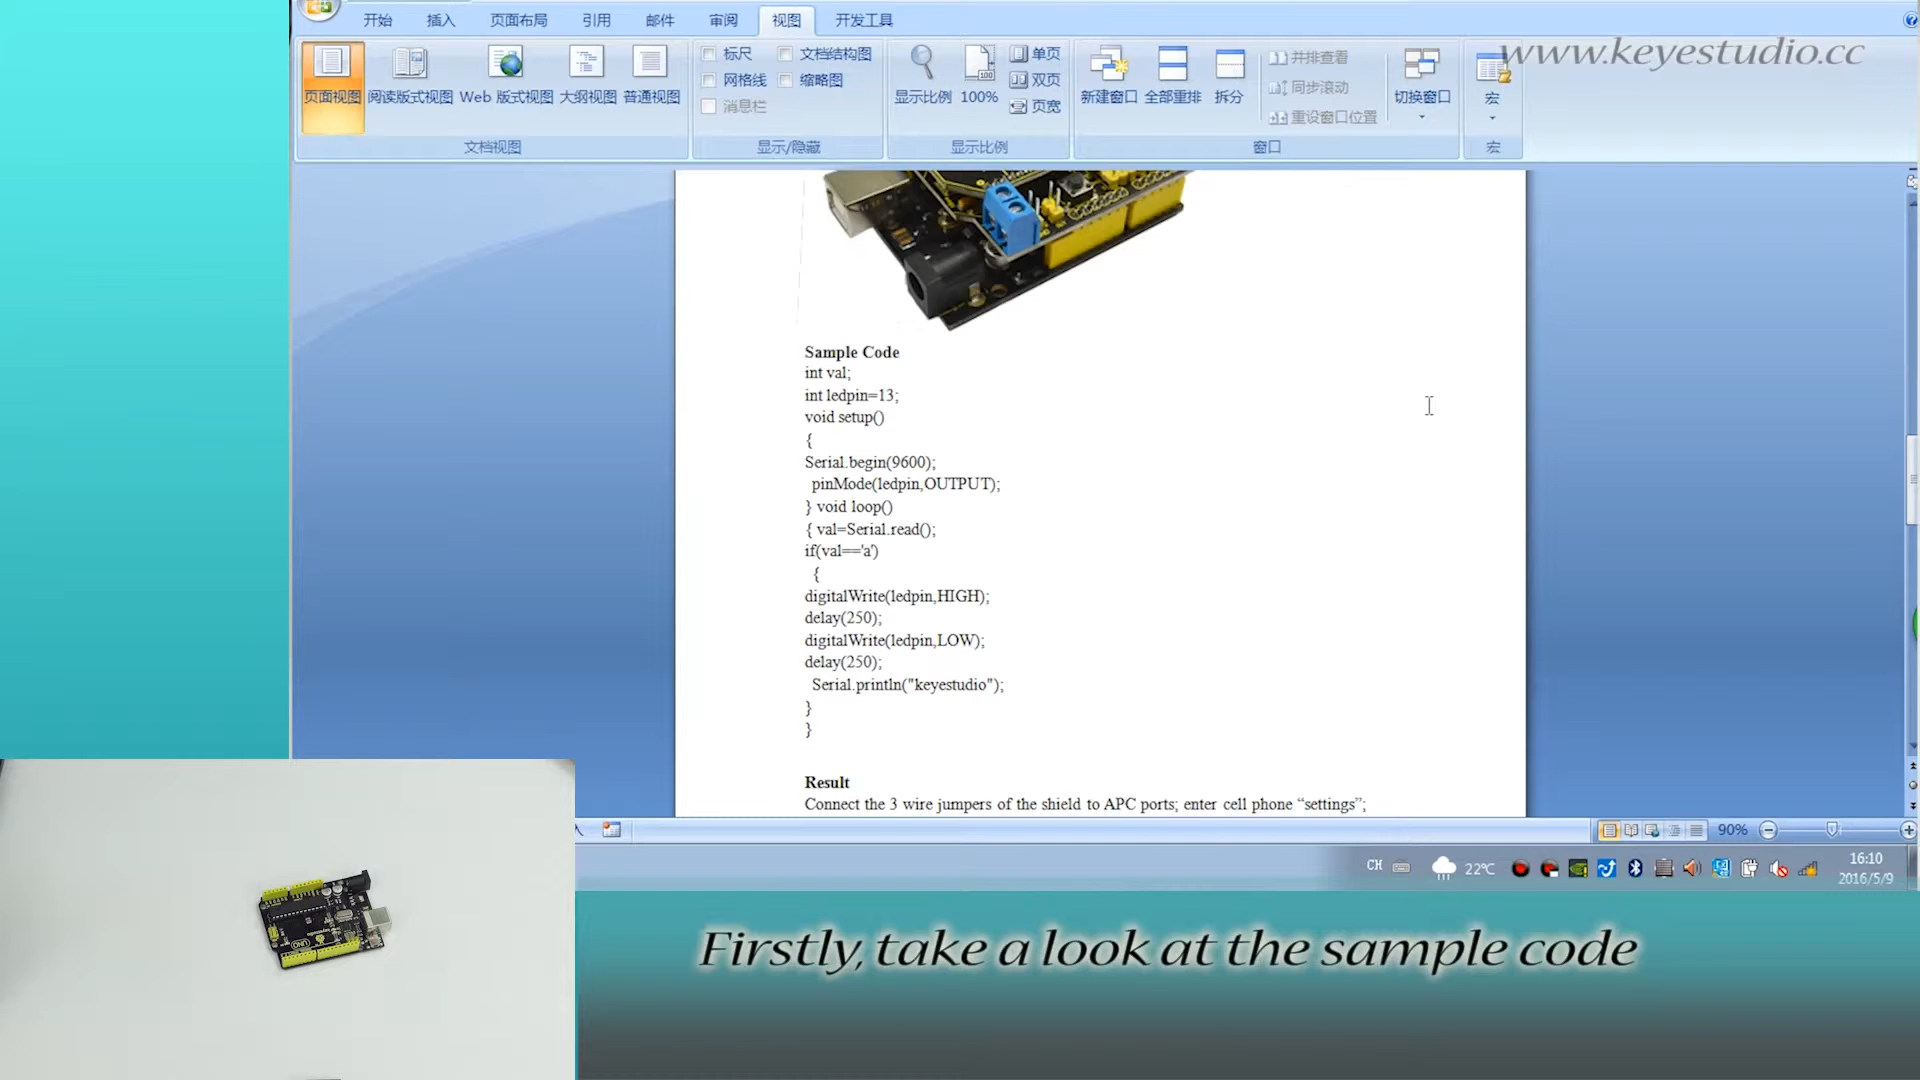 开始 插入 页面布局 引用 邮件 审阅 视图 开发工具
www.keyestudio.cc
页面视图 阅读版式视图 Web 版式视图 大纲视图 普通视图
文档视图
标尺 文档结构图
网格线 缩略图
消息栏
显示/隐藏
显示比例 100% 单页
双页
页宽
显示比例
新建窗口 全部重排 拆分
并排查看
同步滚动
重设窗口位置
切换窗口
窗口
宏
宏
Sample Code
int val;
int ledpin=13;
void setup()
{
Serial.begin(9600);
pinMode(ledpin,OUTPUT);
} void loop()
{ val=Serial.read();
if(val=='a')
{
digitalWrite(ledpin,HIGH);
delay(250);
digitalWrite(ledpin,LOW);
delay(250);
Serial.println("keyestudio");
}
}
Result
Connect the 3 wire jumpers of the shield to APC ports; enter cell phone “settings”;
90%
CH 22℃ 16:10
2016/5/9
Firstly, take a look at the sample code